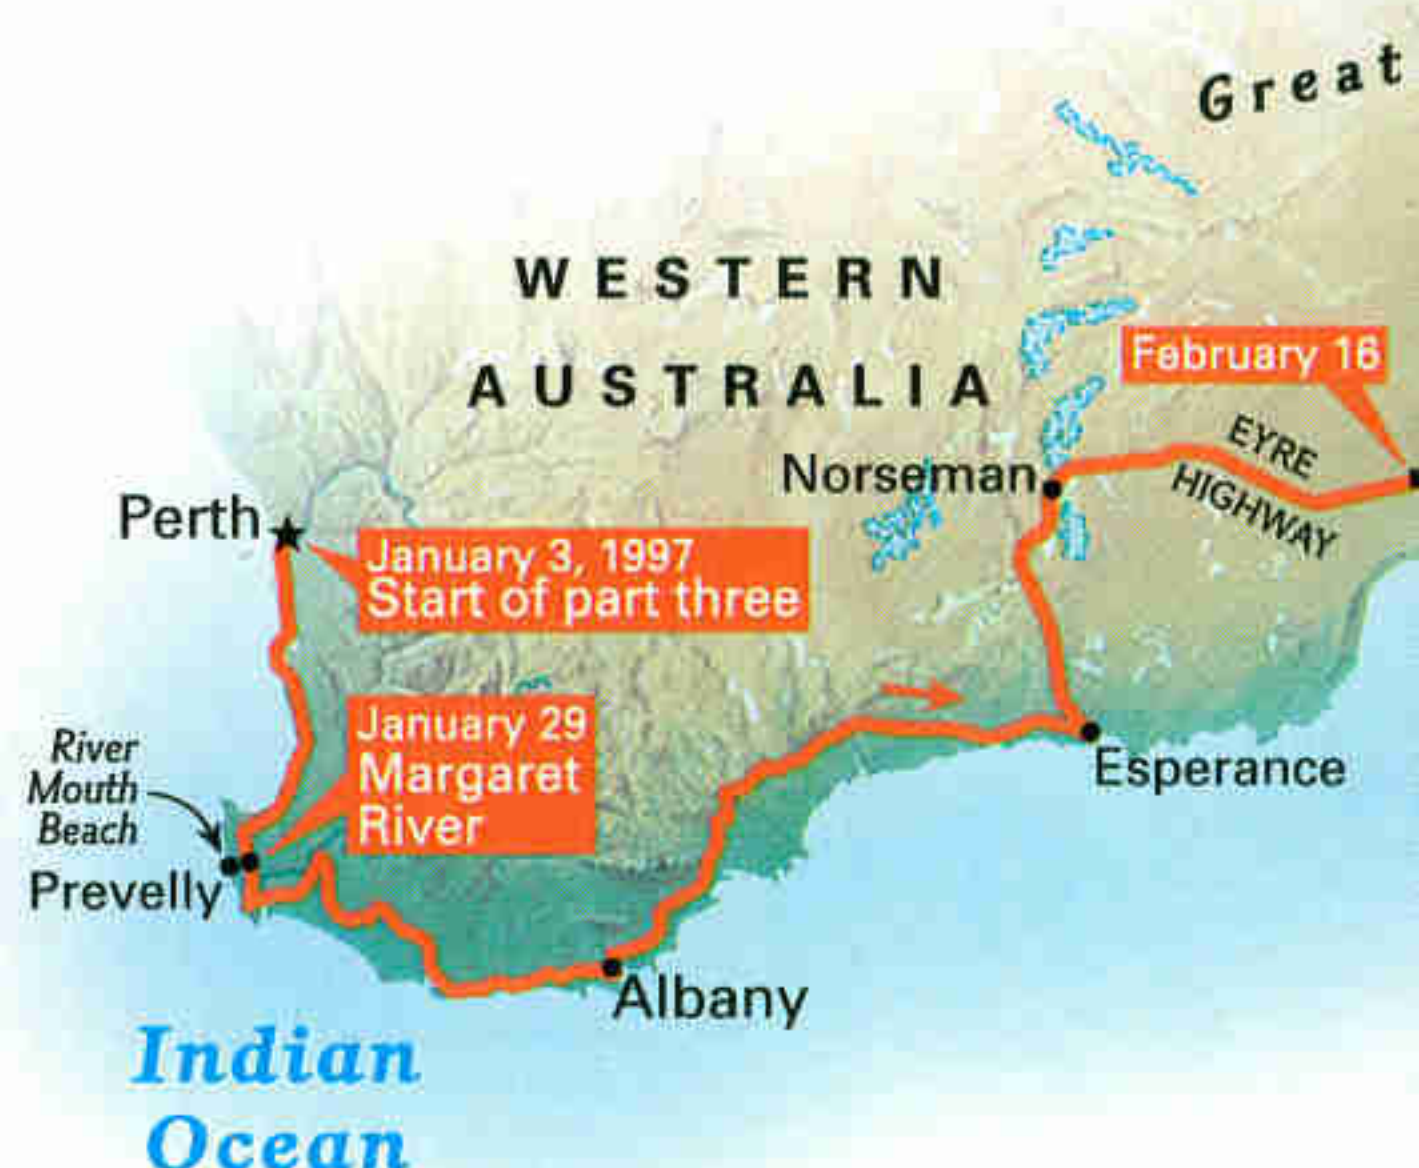 Great
WESTERN
AUSTRALIA
February 16
EYRE
HIGHWAY
Norseman
Perth
January 3, 1997
Start of part three
January 29
Margaret
River
River
Mouth
Beach
Prevelly
Esperance
Albany
Indian
Ocean